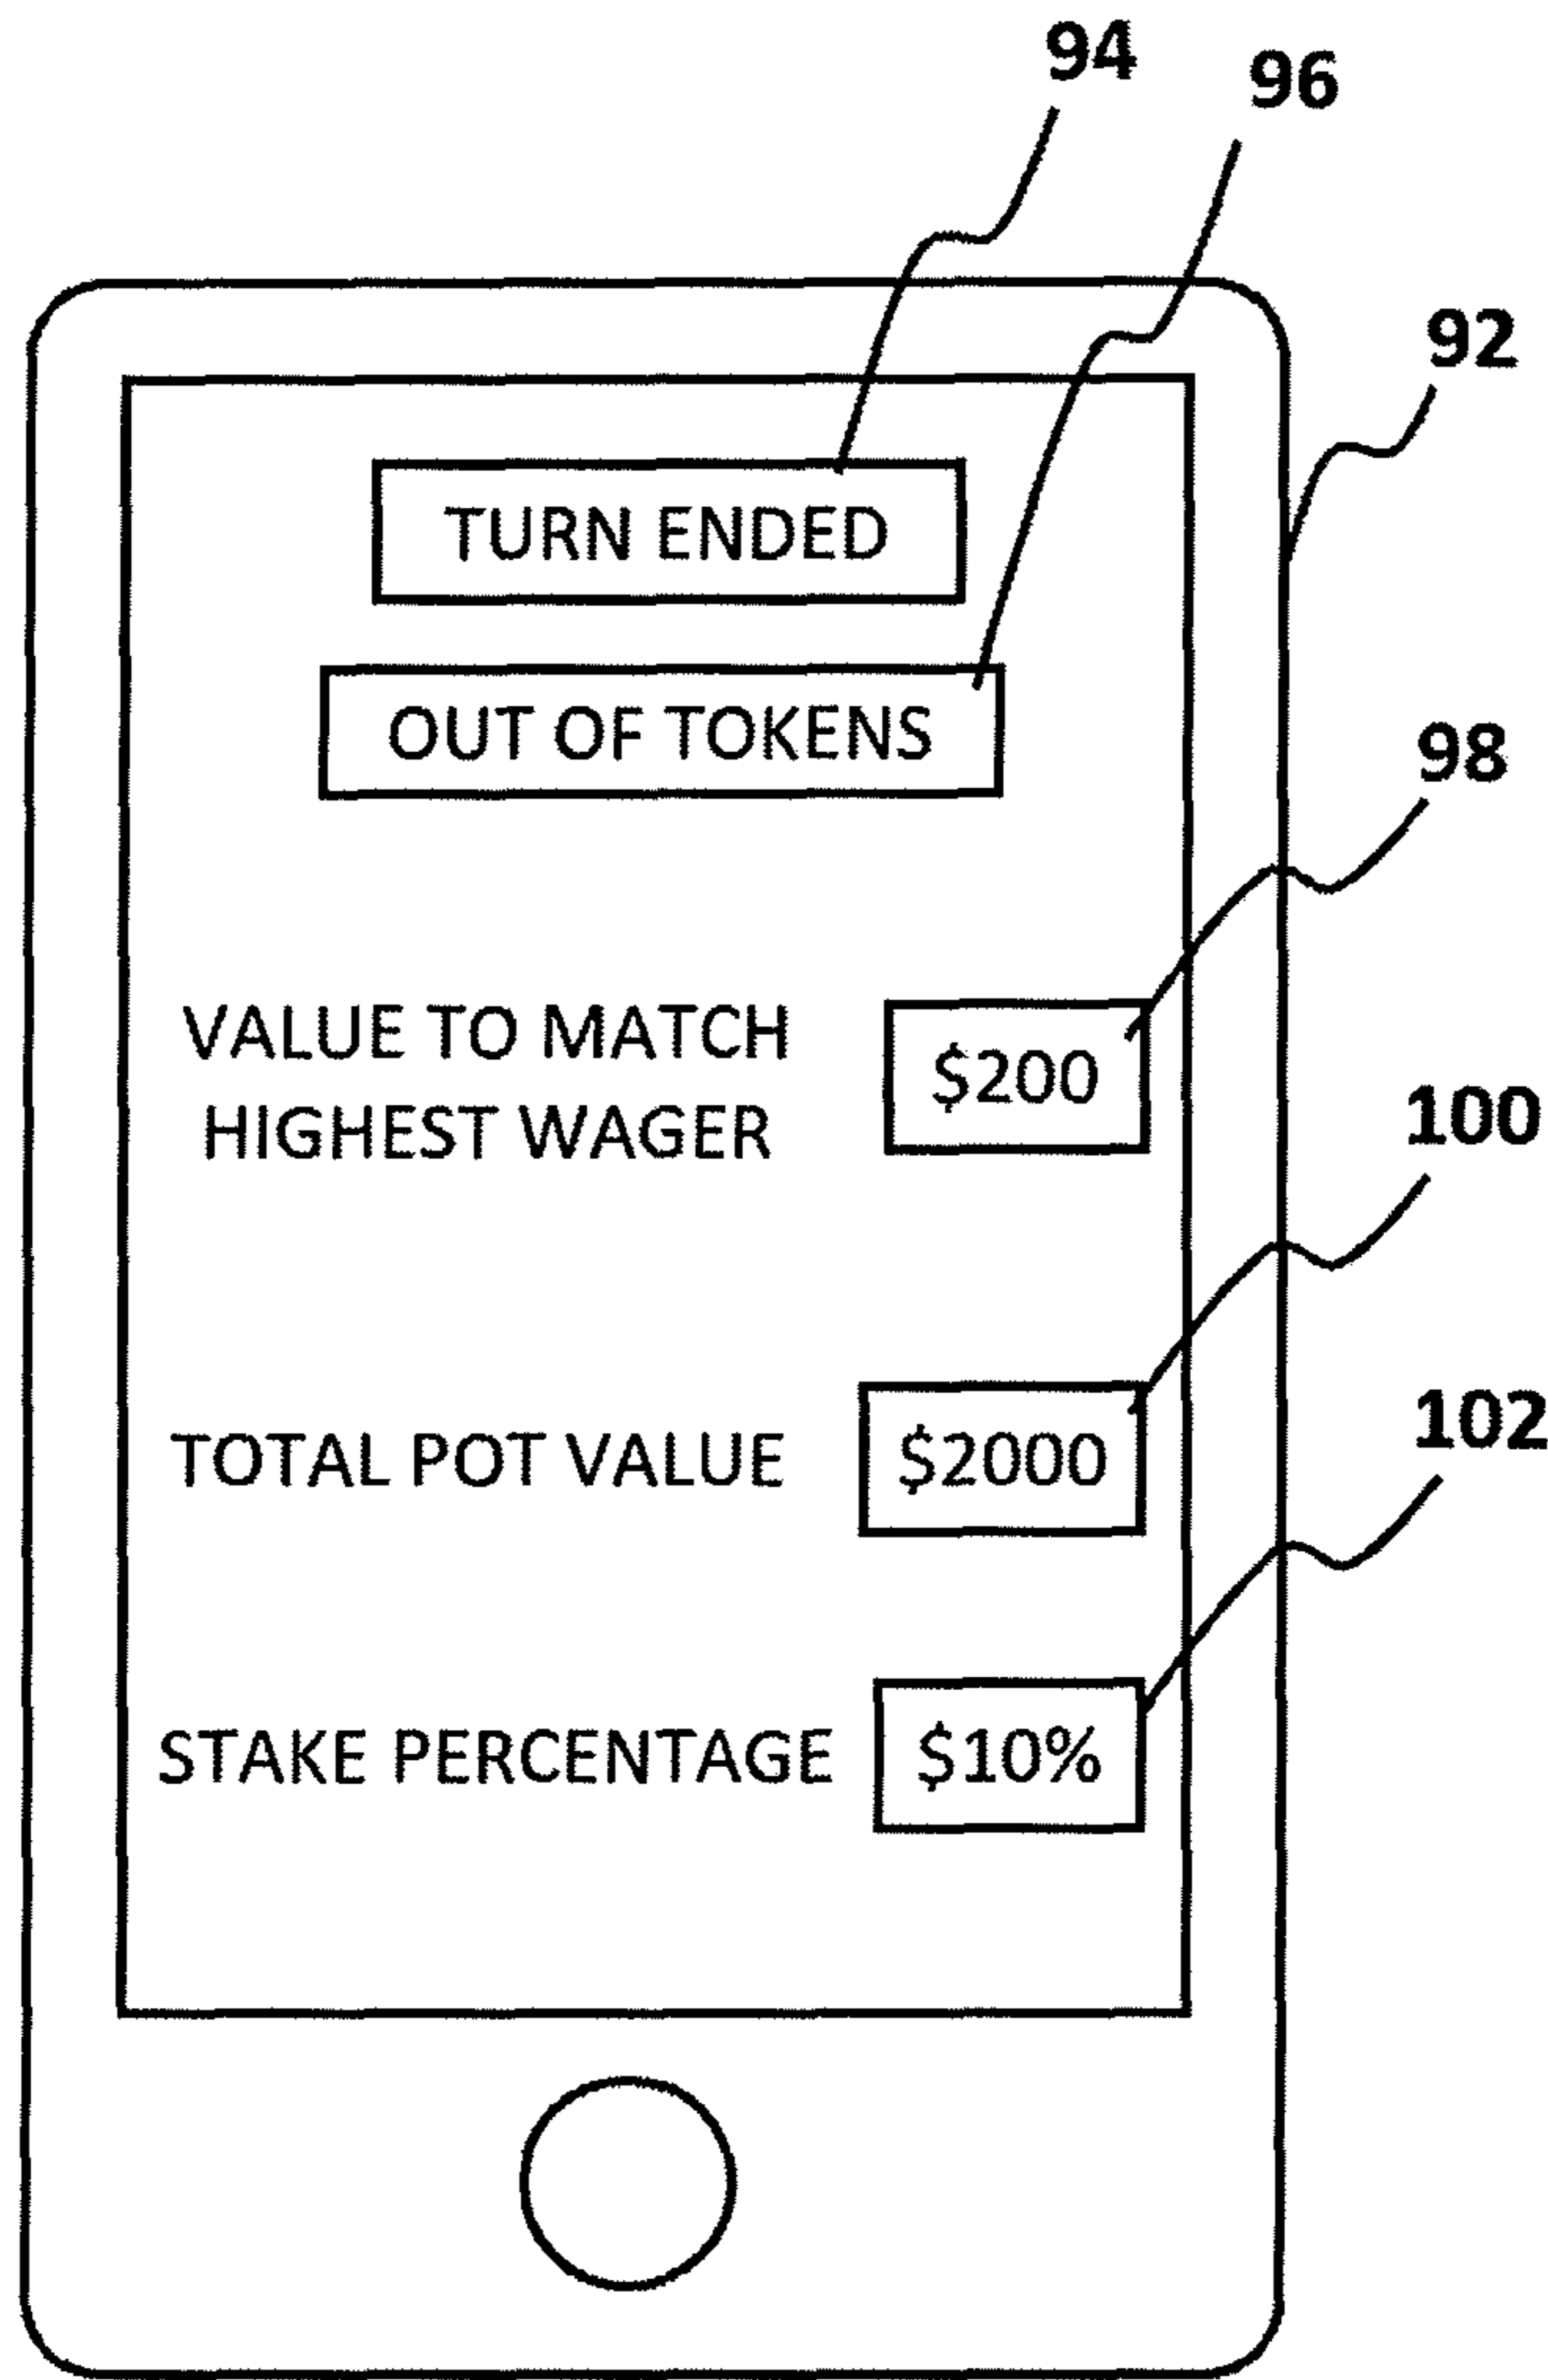 94
96
92
TURN ENDED
OUT OF TOKENS
98
VALUE TO MATCH
HIGHEST WAGER
$200
100
TOTAL POT VALUE $2000
102
STAKE PERCENTAGE $10%